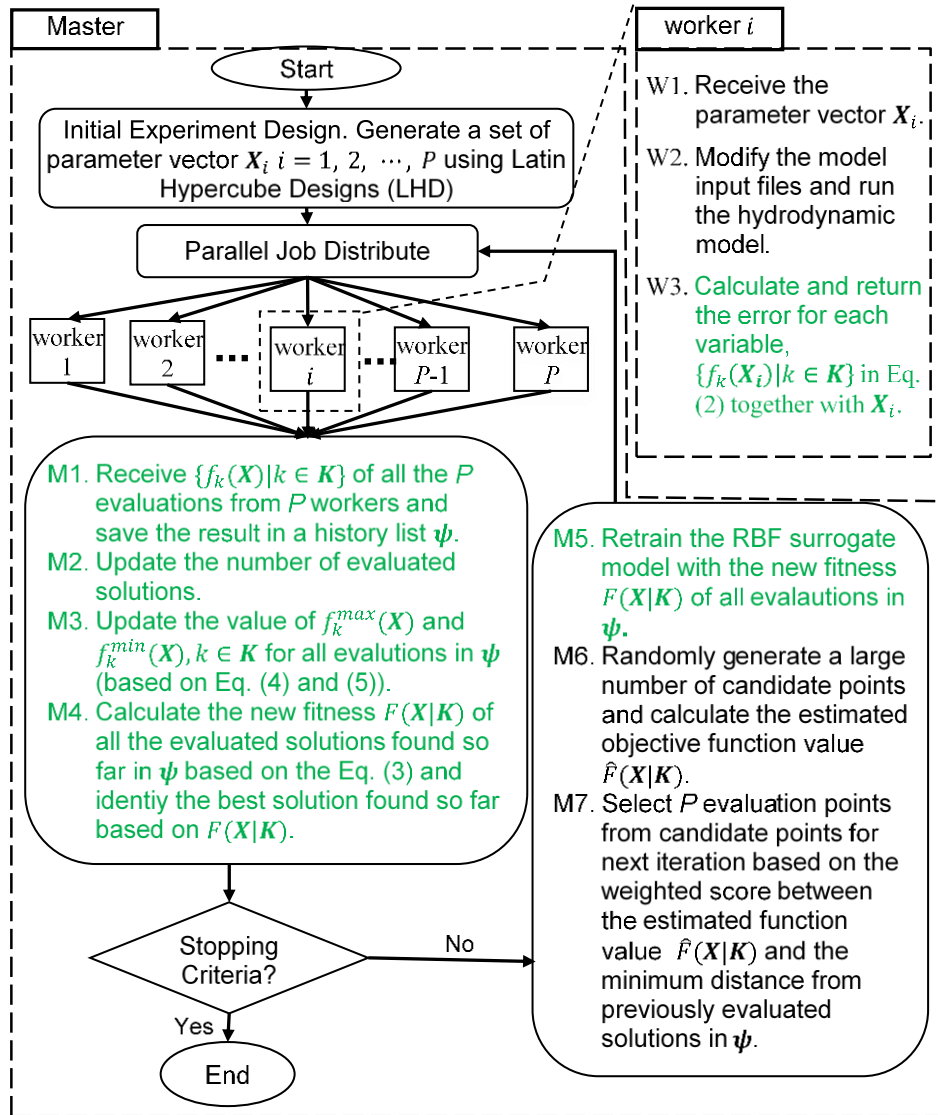 Master
Start
Initial Experiment Design. Generate a set of
parameter vector X_i i = 1, 2, ⋯, P using Latin
Hypercube Designs (LHD)
Parallel Job Distribute
worker
1
worker
2
...
worker
i
...
worker
P-1
worker
P
M1. Receive {f_k(X)|k ∈ K} of all the P
evaluations from P workers and
save the result in a history list ψ.
M2. Update the number of evaluated
solutions.
M3. Update the value of f_k^max(X) and
f_k^min(X), k ∈ K for all evalutions in ψ
(based on Eq. (4) and (5)).
M4. Calculate the new fitness F(X|K) of
all the evaluated solutions found so
far in ψ based on the Eq. (3) and
identiy the best solution found so far
based on F(X|K).
Stopping
Criteria?
No
Yes
End
worker i
W1. Receive the
parameter vector X_i.
W2. Modify the model
input files and run
the hydrodynamic
model.
W3. Calculate and return
the error for each
variable,
{f_k(X_i)|k ∈ K} in Eq.
(2) together with X_i.
M5. Retrain the RBF surrogate
model with the new fitness
F(X|K) of all evalautions in
ψ.
M6. Randomly generate a large
number of candidate points
and calculate the estimated
objective function value
F̂(X|K).
M7. Select P evaluation points
from candidate points for
next iteration based on the
weighted score between
the estimated function
value F̂(X|K) and the
minimum distance from
previously evaluated
solutions in ψ.